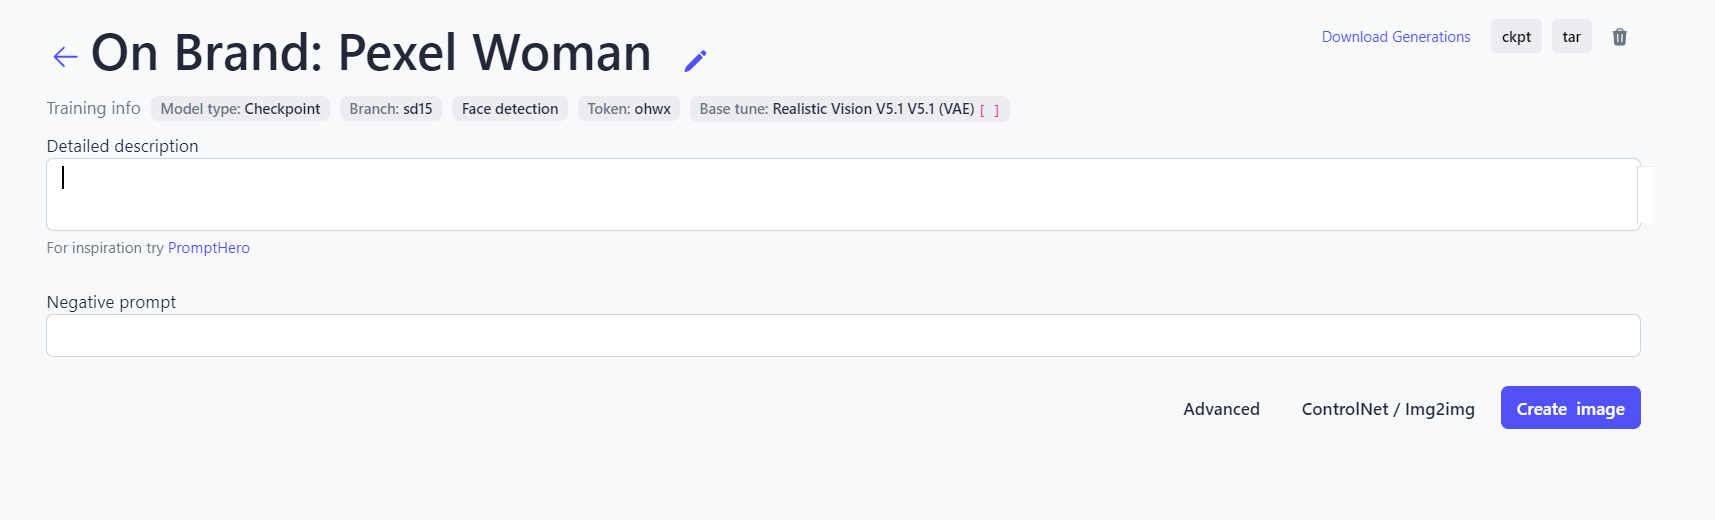 On Brand: Pexel Woman
Download Generations ckpt tar
Training info Model type: Checkpoint Branch: sd15 Face detection Token: ohwx Base tune: Realistic Vision V5.1 V5.1 (VAE) [ ]
Detailed description
For inspiration try PromptHero
Negative prompt
Advanced ControlNet / Img2img Create image